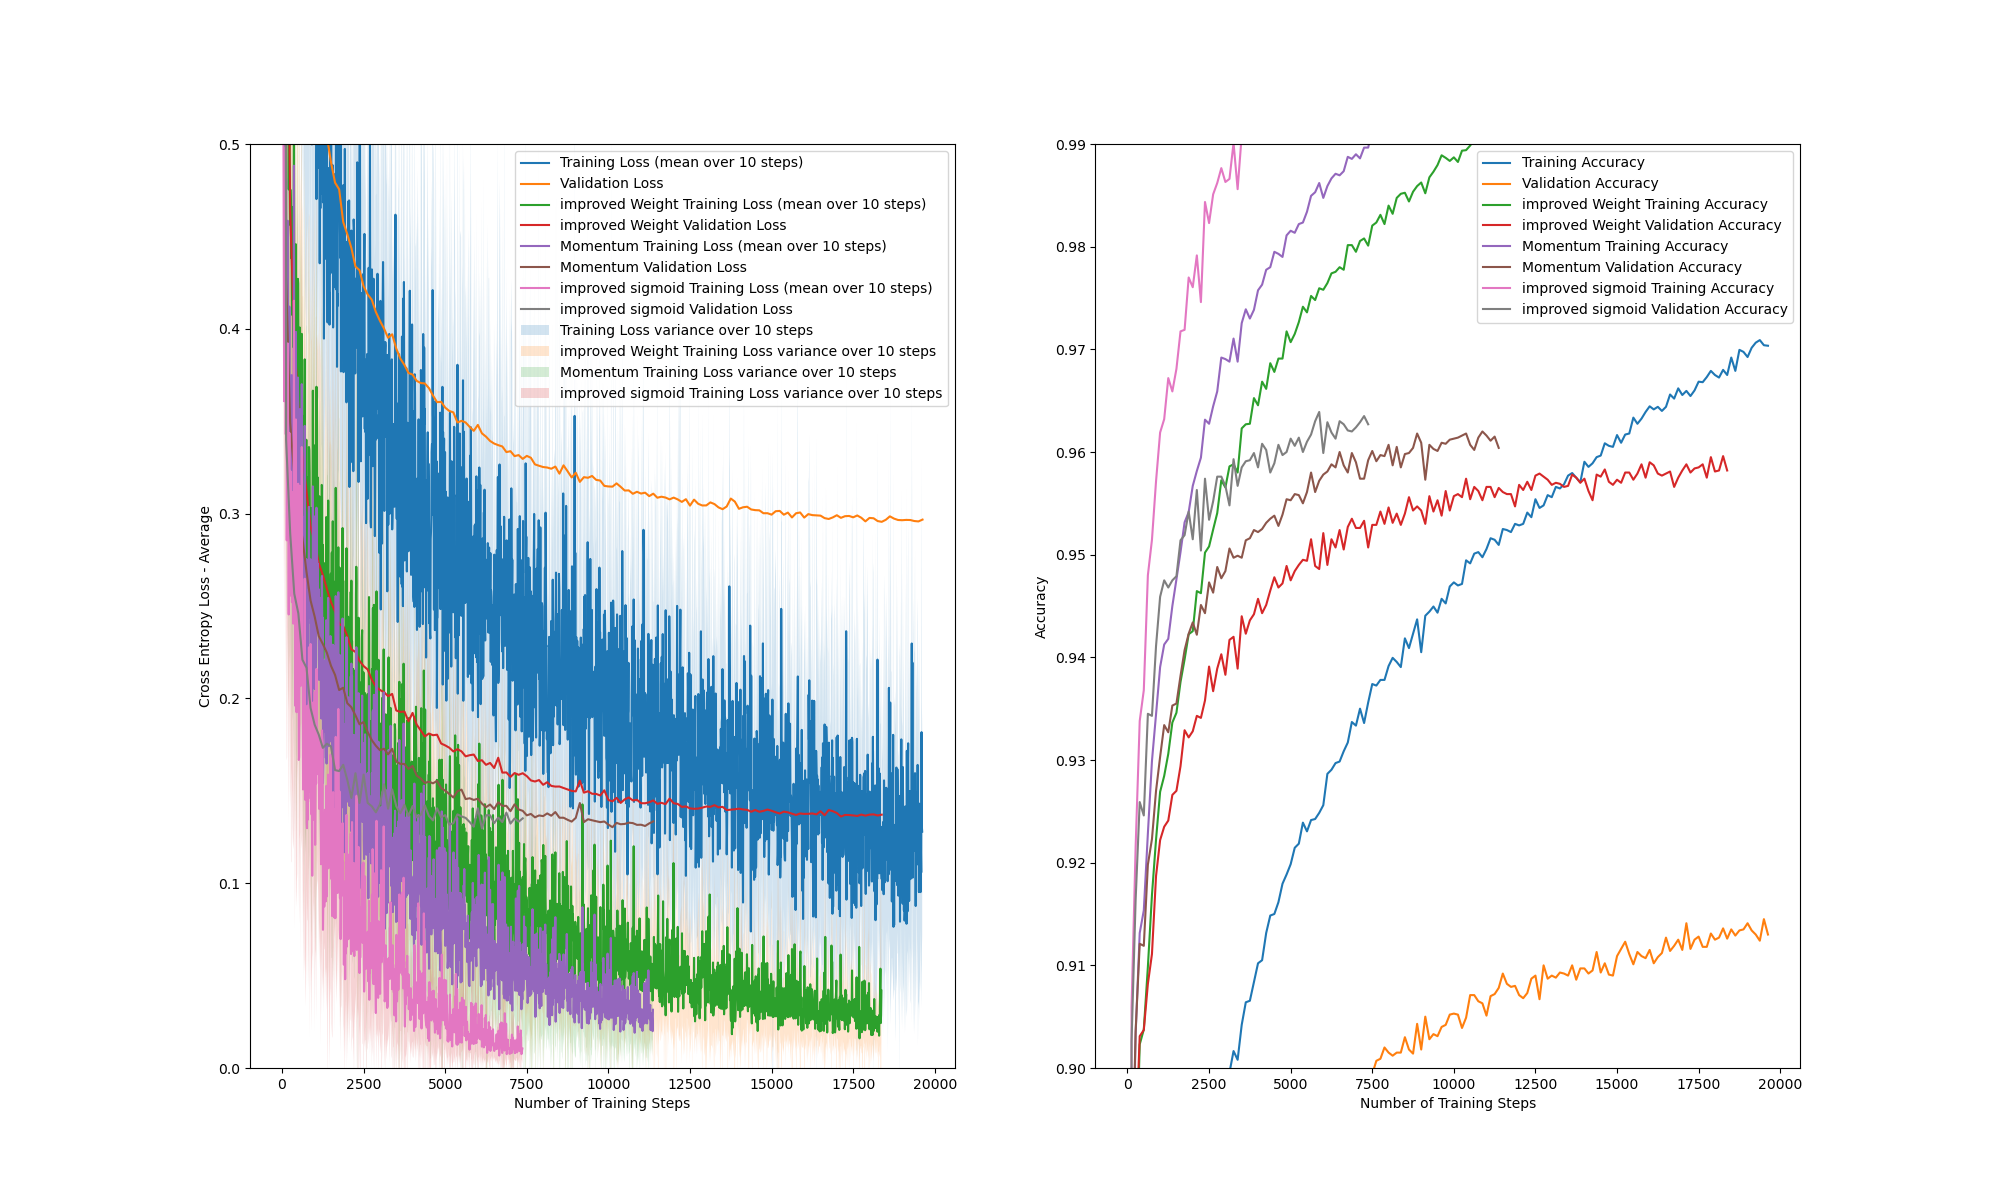 0.5
0.4
0.3
0.2
0.1
0.0
Cross Entropy Loss - Average
Training Loss (mean over 10 steps)
Validation Loss
improved Weight Training Loss (mean over 10 steps)
improved Weight Validation Loss
Momentum Training Loss (mean over 10 steps)
Momentum Validation Loss
improved sigmoid Training Loss (mean over 10 steps)
improved sigmoid Validation Loss
Training Loss variance over 10 steps
improved Weight Training Loss variance over 10 steps
Momentum Training Loss variance over 10 steps
improved sigmoid Training Loss variance over 10 steps
0 2500 5000 7500 10000 12500 15000 17500 20000
Number of Training Steps
0.99
0.98
0.97
0.96
0.95
0.94
0.93
0.92
0.91
0.90
Accuracy
Training Accuracy
Validation Accuracy
improved Weight Training Accuracy
improved Weight Validation Accuracy
Momentum Training Accuracy
Momentum Validation Accuracy
improved sigmoid Training Accuracy
improved sigmoid Validation Accuracy
0 2500 5000 7500 10000 12500 15000 17500 20000
Number of Training Steps